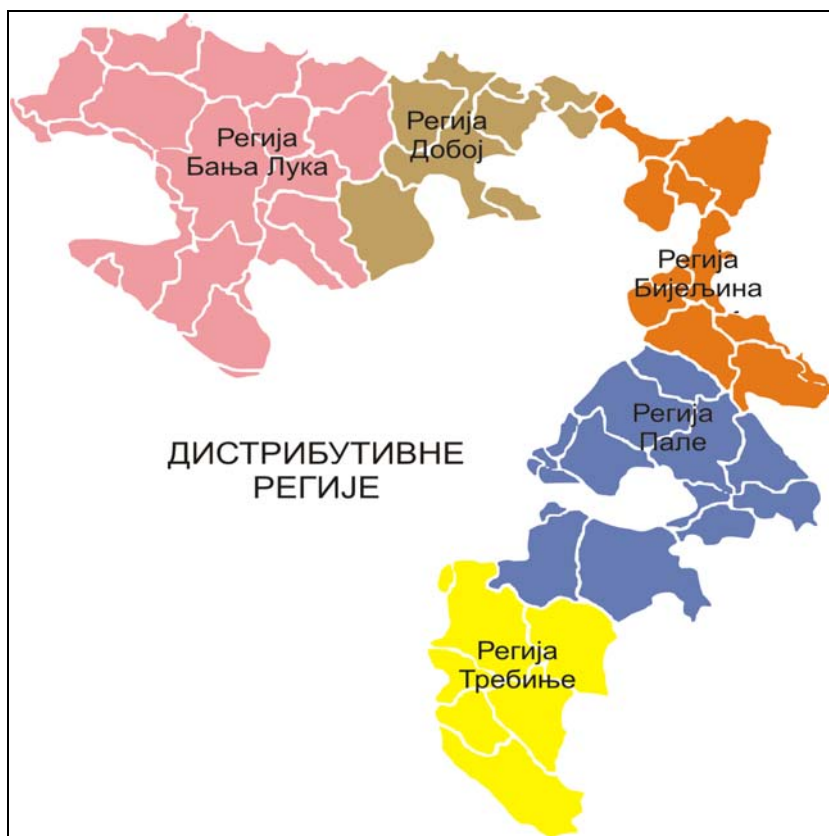 Регија
Бања Лука
Регија
Добој
Регија
Бијељина
Регија
Пале
ДИСТРИБУТИВНЕ
РЕГИЈЕ
Регија
Требиње